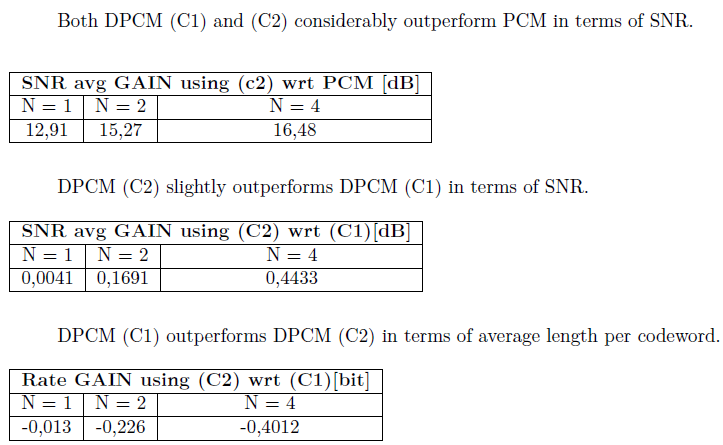 Both DPCM (C1) and (C2) considerably outperform PCM in terms of SNR.
SNR avg GAIN using (c2) wrt PCM [dB]
N = 1 N = 2 N = 4
12,91 15,27 16,48
DPCM (C2) slightly outperforms DPCM (C1) in terms of SNR.
SNR avg GAIN using (C2) wrt (C1)[dB]
N = 1 N = 2 N = 4
0,0041 0,1691 0,4433
DPCM (C1) outperforms DPCM (C2) in terms of average length per codeword.
Rate GAIN using (C2) wrt (C1)[bit]
N = 1 N = 2 N = 4
-0,013 -0,226 -0,4012